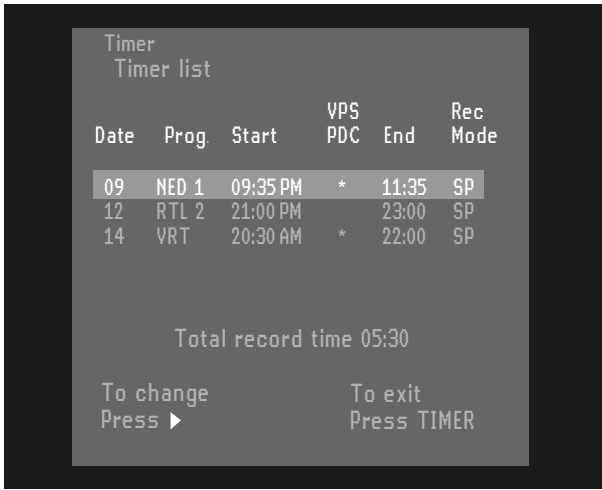 Timer
Timer list
VPS Rec
Date Prog. Start PDC End Mode
09 NED 1 09:35 PM * 11:35 SP
12 RTL 2 21:00 PM 23:00 SP
14 VRT 20:30 AM * 22:00 SP
Total record time 05:30
To change To exit
Press ▶ Press TIMER